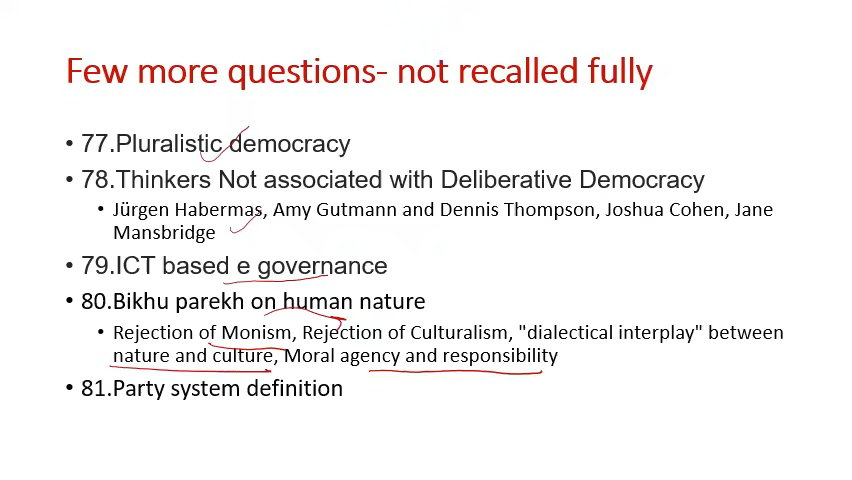 Few more questions- not recalled fully
• 77.Pluralistic democracy
• 78.Thinkers Not associated with Deliberative Democracy
• Jürgen Habermas, Amy Gutmann and Dennis Thompson, Joshua Cohen, Jane
Mansbridge
• 79.ICT based e governance
• 80.Bikhu parekh on human nature
• Rejection of Monism, Rejection of Culturalism, "dialectical interplay" between
nature and culture, Moral agency and responsibility
• 81.Party system definition